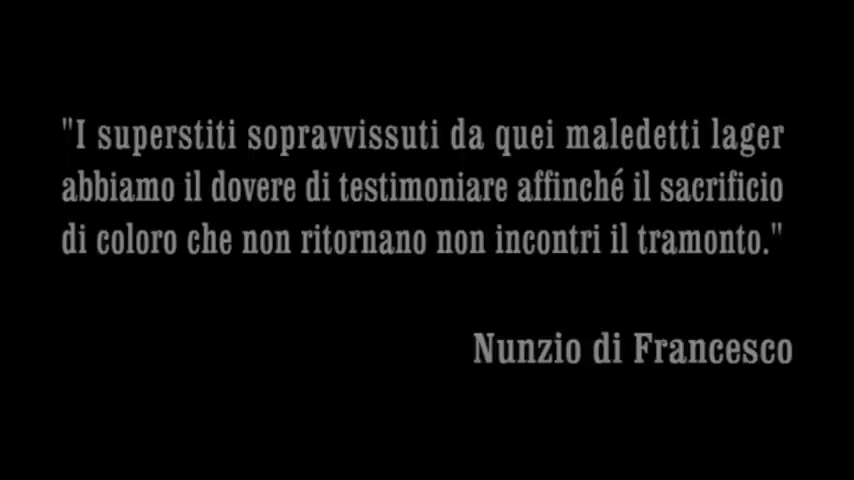 "I superstiti sopravvissuti da quei maledetti lager
abbiamo il dovere di testimoniare affinché il sacrificio
di coloro che non ritornano non incontri il tramonto."
Nunzio di Francesco